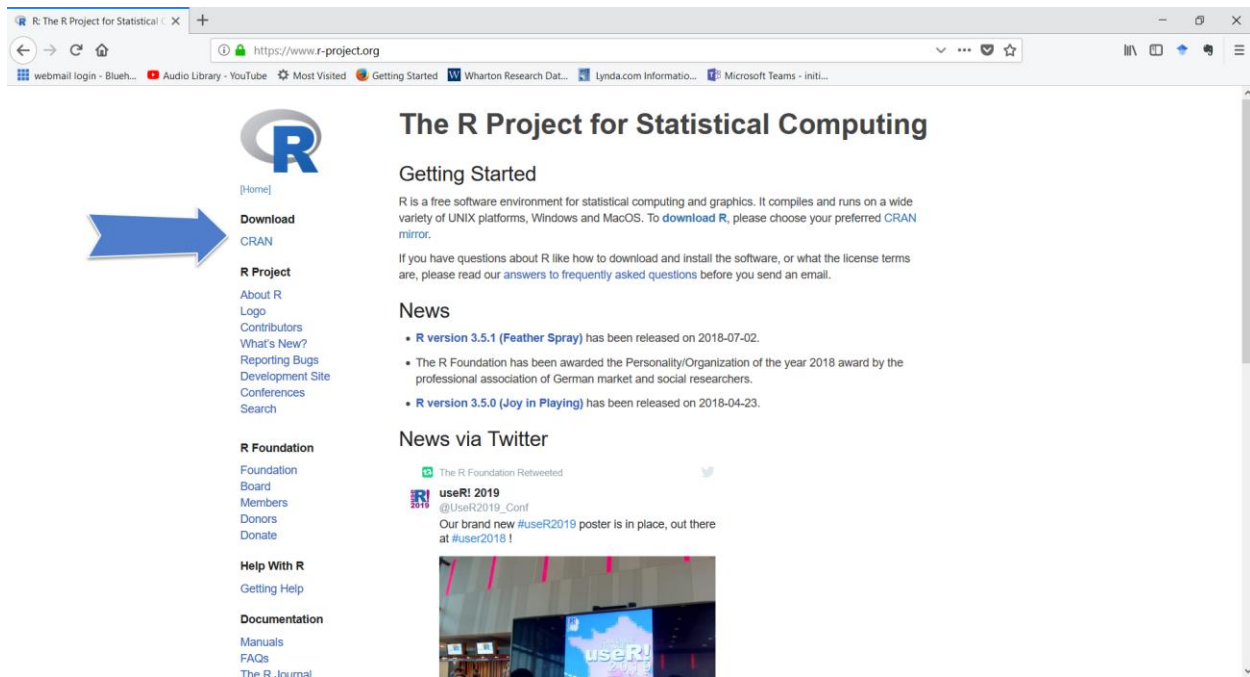 R: The R Project for Statistical C
https://www.r-project.org
webmail login - Blueh...
Audio Library - YouTube
Most Visited
Getting Started
Wharton Research Dat...
Lynda.com Informatio...
Microsoft Teams - initi...
R
[Home]
Download
CRAN
R Project
About R
Logo
Contributors
What's New?
Reporting Bugs
Development Site
Conferences
Search
R Foundation
Foundation
Board
Members
Donors
Donate
Help With R
Getting Help
Documentation
Manuals
FAQs
The R Journal
The R Project for Statistical Computing
Getting Started
R is a free software environment for statistical computing and graphics. It compiles and runs on a wide
variety of UNIX platforms, Windows and MacOS. To download R, please choose your preferred CRAN
mirror.
If you have questions about R like how to download and install the software, or what the license terms
are, please read our answers to frequently asked questions before you send an email.
News
• R version 3.5.1 (Feather Spray) has been released on 2018-07-02.
• The R Foundation has been awarded the Personality/Organization of the year 2018 award by the
professional association of German market and social researchers.
• R version 3.5.0 (Joy in Playing) has been released on 2018-04-23.
News via Twitter
The R Foundation Retweeted
useR! 2019
@UseR2019_Conf
Our brand new #useR2019 poster is in place, out there
at #user2018 !
useR!